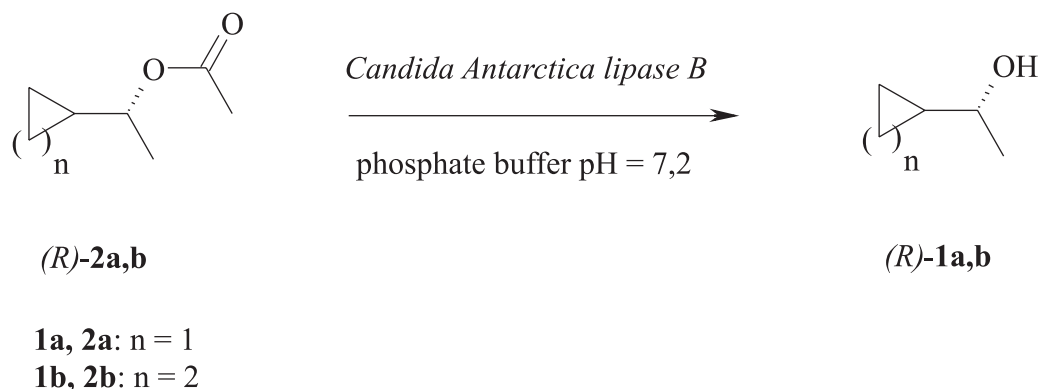 O
O
Candida Antarctica lipase B
OH
( )
n
phosphate buffer pH = 7,2
( )
n
(R)-2a,b
(R)-1a,b
1a, 2a: n = 1
1b, 2b: n = 2